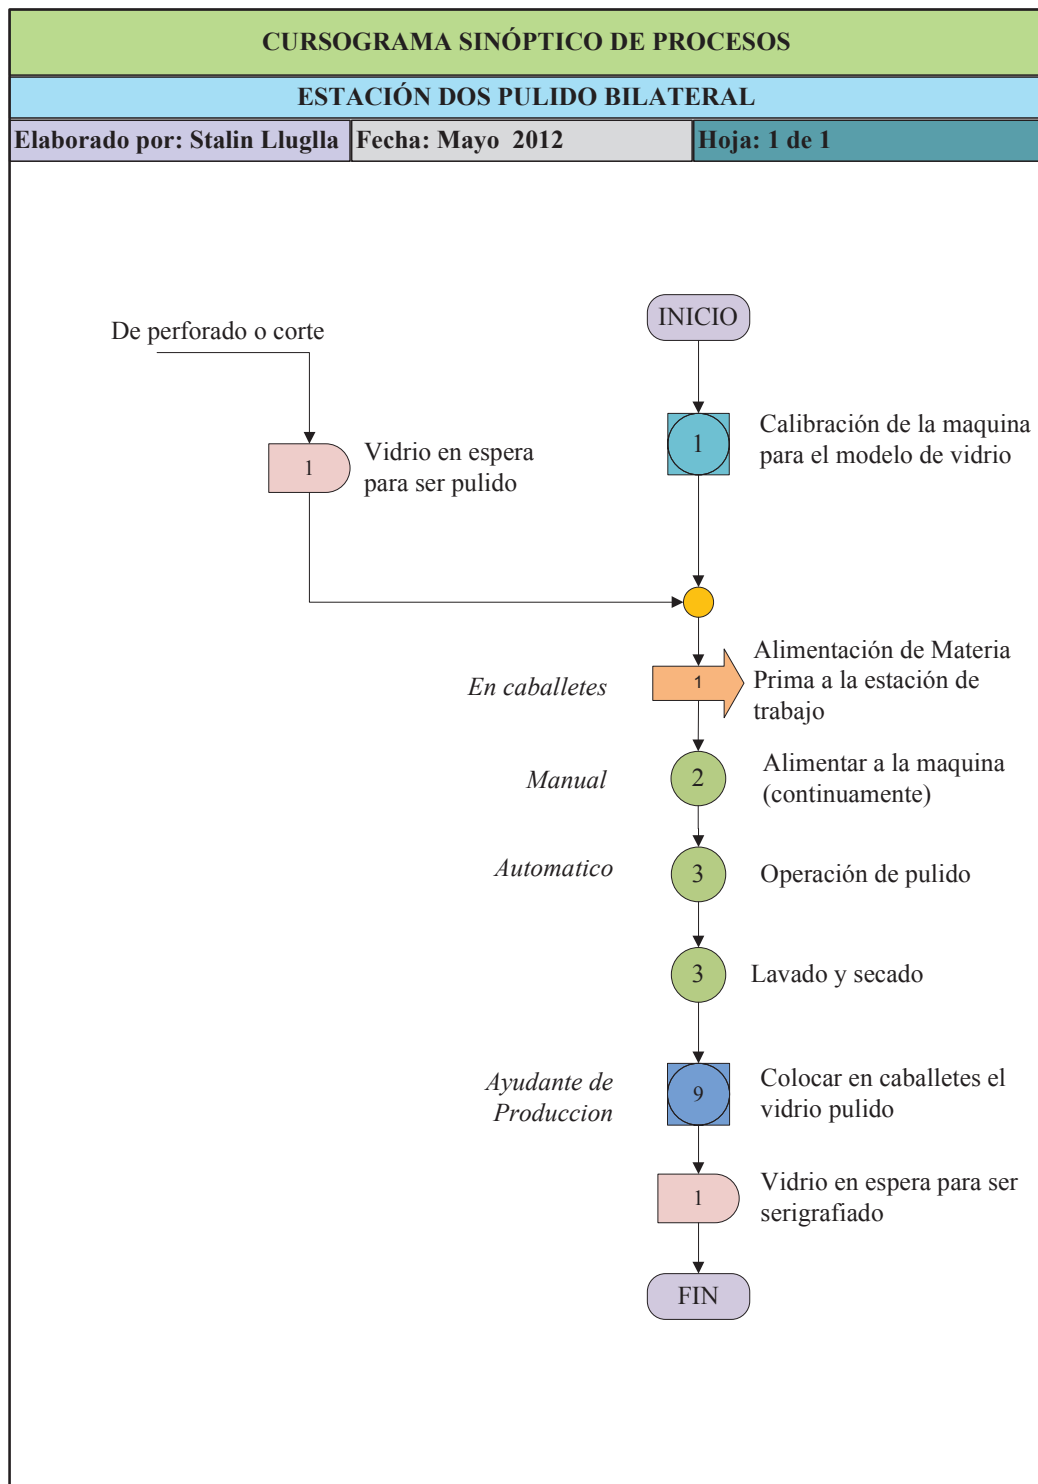 CURSOGRAMA SINÓPTICO DE PROCESOS
ESTACIÓN DOS PULIDO BILATERAL
Elaborado por: Stalin Lluglla
Fecha: Mayo  2012
Hoja: 1 de 1
INICIO
De perforado o corte
1
Calibración de la maquina
para el modelo de vidrio
1
Vidrio en espera
para ser pulido
En caballetes
1
Alimentación de Materia
Prima a la estación de
trabajo
Manual
2
Alimentar a la maquina
(continuamente)
Automatico
3
Operación de pulido
3
Lavado y secado
Ayudante de
Produccion
9
Colocar en caballetes el
vidrio pulido
1
Vidrio en espera para ser
serigrafiado
FIN